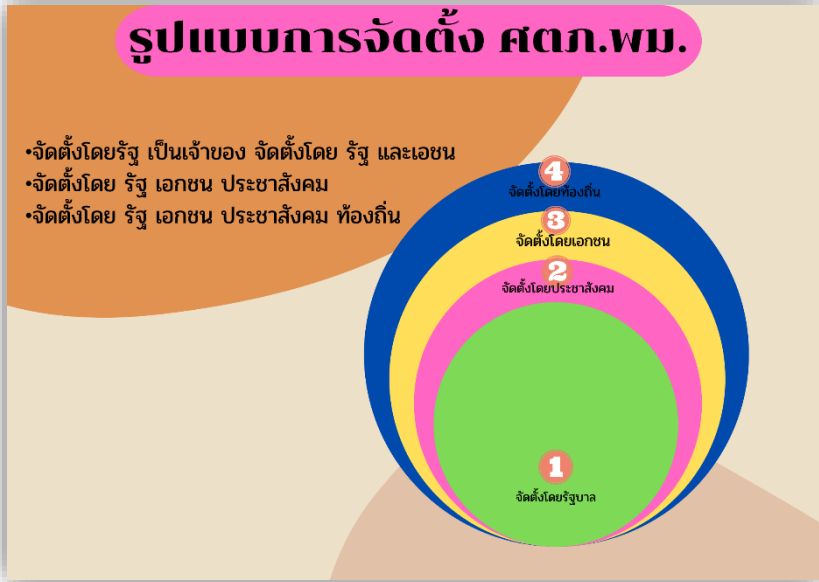 รูปแบบการจัดตั้ง ศตภ.พม.
•จัดตั้งโดยรัฐ เป็นเจ้าของ จัดตั้งโดย รัฐ และเอชน
•จัดตั้งโดย รัฐ เอกชน ประชาสังคม
•จัดตั้งโดย รัฐ เอกชน ประชาสังคม ท้องถิ่น
4
จัดตั้งโดยท้องถิ่น
3
จัดตั้งโดยเอกชน
2
จัดตั้งโดยประชาสังคม
1
จัดตั้งโดยรัฐบาล